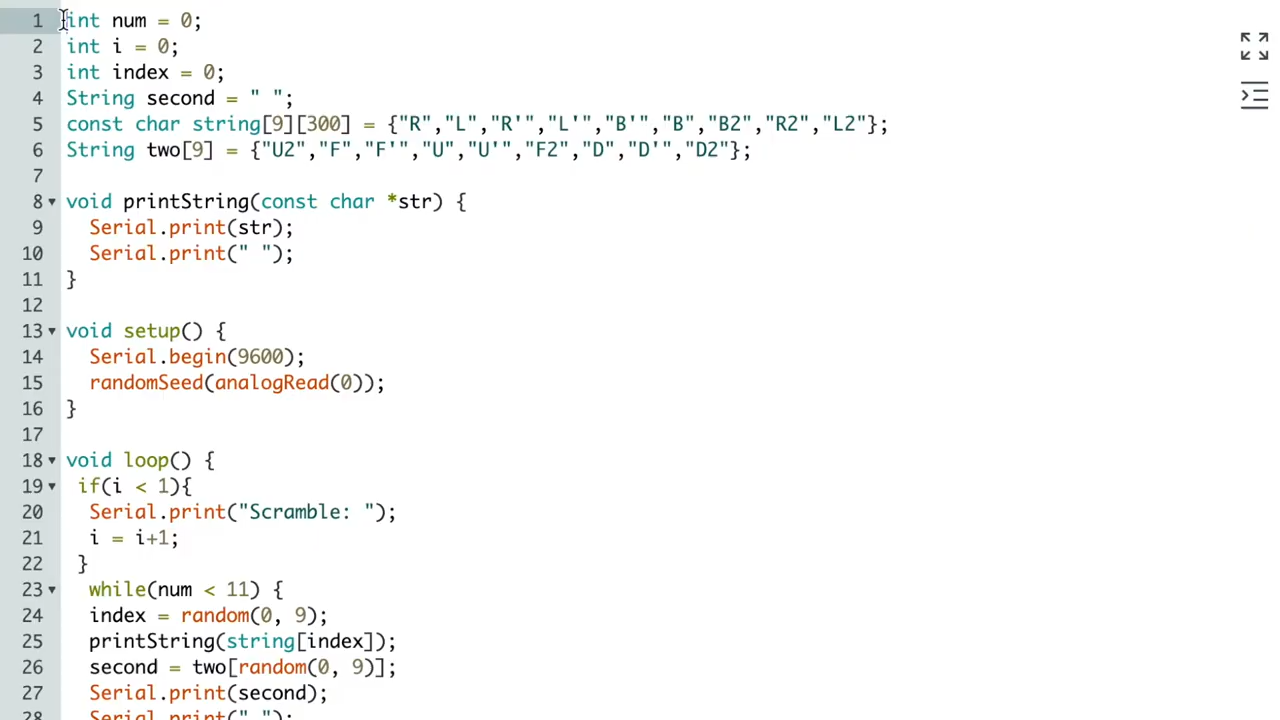 1 int num = 0;
2 int i = 0;
3 int index = 0;
4 String second = " ";
5 const char string[9][300] = {"R","L","R'","L'","B'","B","B2","R2","L2"};
6 String two[9] = {"U2","F","F'","U","U'","F2","D","D'","D2"};
7
8 void printString(const char *str) {
9 Serial.print(str);
10 Serial.print(" ");
11 }
12
13 void setup() {
14 Serial.begin(9600);
15 randomSeed(analogRead(0));
16 }
17
18 void loop() {
19 if(i < 1){
20 Serial.print("Scramble: ");
21 i = i+1;
22 }
23 while(num < 11) {
24 index = random(0, 9);
25 printString(string[index]);
26 second = two[random(0, 9)];
27 Serial.print(second);
28 Serial.print(" ");